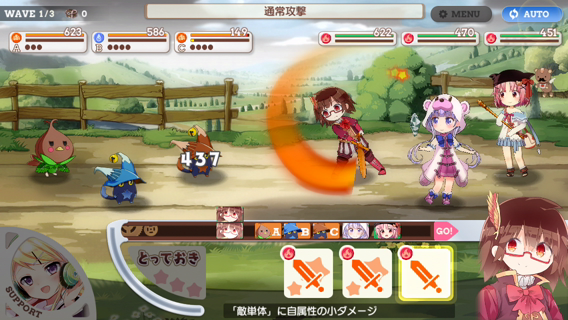 WAVE 1/3 0 通常攻撃 MENU AUTO
A 623 B 586 C 149 622 470 451
437
A B C GO!
とっておき
SUPPORT
「敵単体」に自属性の小ダメージ